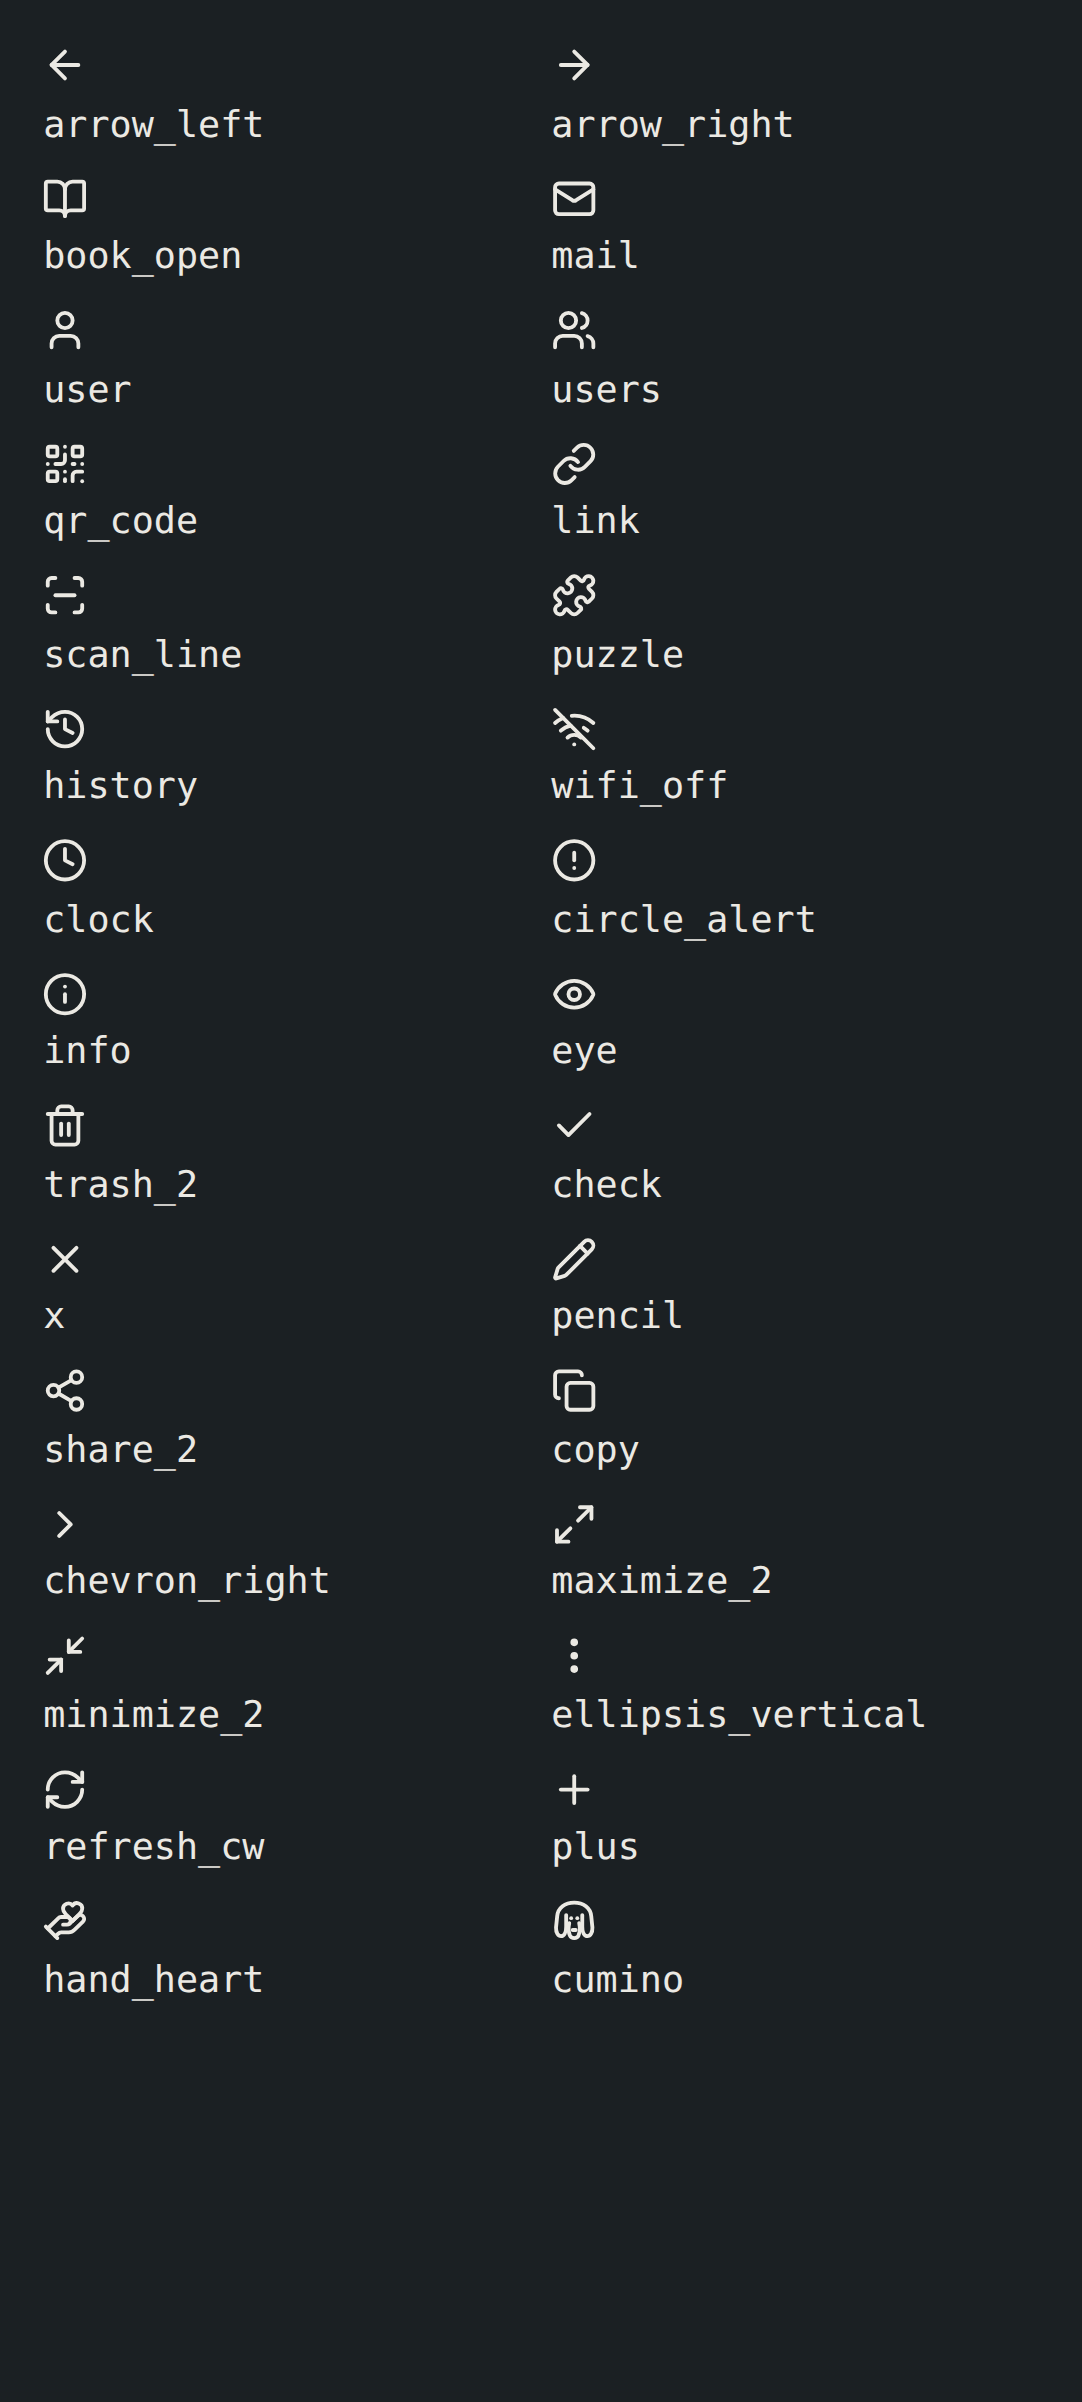 arrow_left
arrow_right
book_open
mail
user
users
qr_code
link
scan_line
puzzle
history
wifi_off
clock
circle_alert
info
eye
trash_2
check
x
pencil
share_2
copy
chevron_right
maximize_2
minimize_2
ellipsis_vertical
refresh_cw
plus
hand_heart
cumino